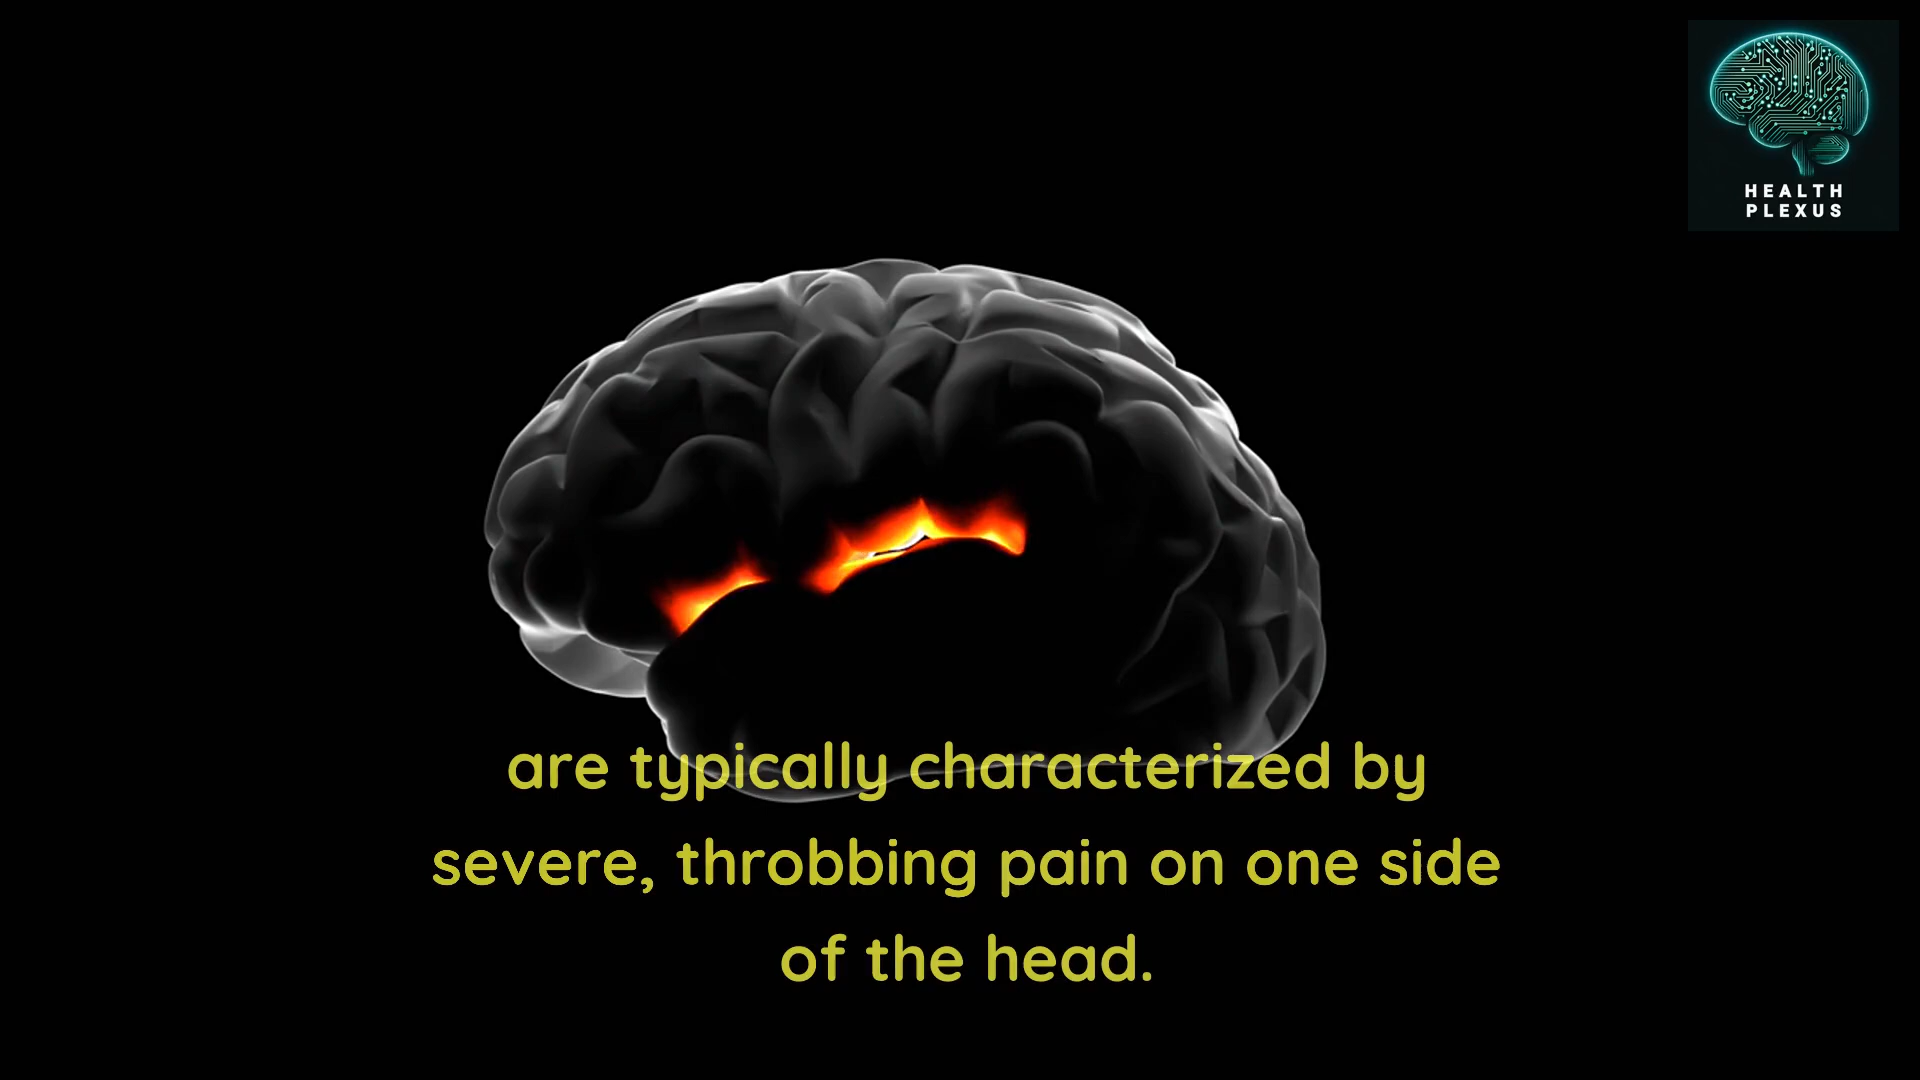 HEALTH
PLEXUS
are typically characterized by
severe, throbbing pain on one side
of the head.